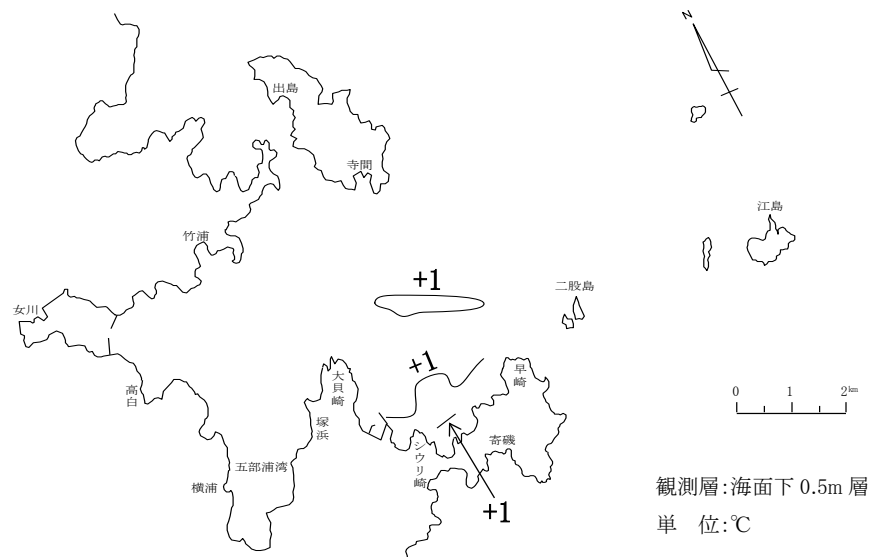 N
出島
寺間
江島
竹浦
+1
二股島
女川
+1
大貝崎
早崎
高白
塚浜
0 1 2km
シウリ崎
寄磯
五部浦湾
横浦
+1
観測層:海面下 0.5m 層
単 位:℃